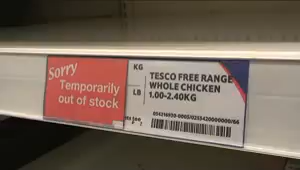 Sorry
Temporarily
out of stock
KG
LB
TESCO FREE RANGE
WHOLE CHICKEN
1.00-2.40KG